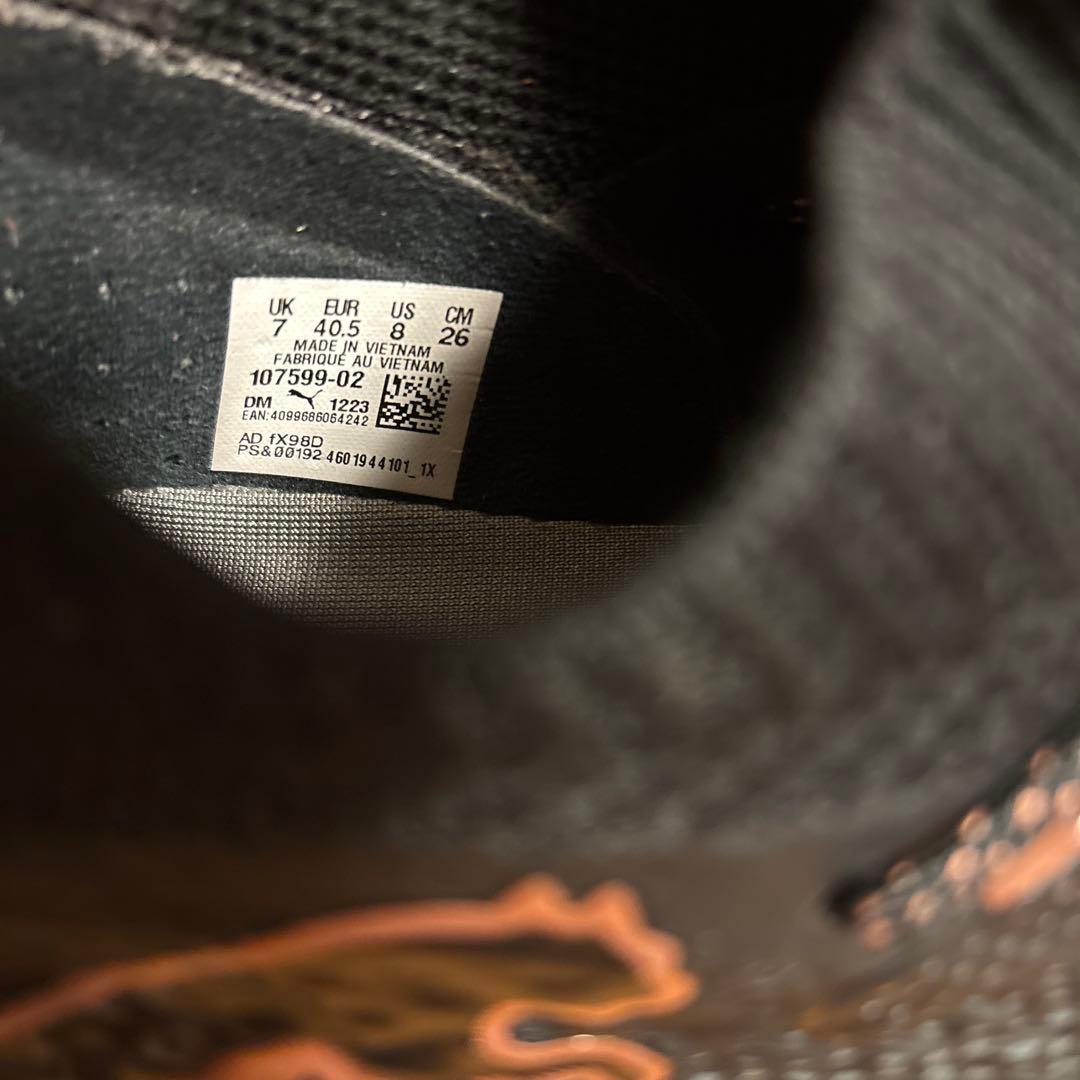 UK EUR US CM
7 40.5 8 26
MADE IN VIETNAM
FABRIQUÉ AU VIETNAM
107599-02
DM 1223
EAN:4099686064242
AD fX98D
PS&00192 4601944101_1X